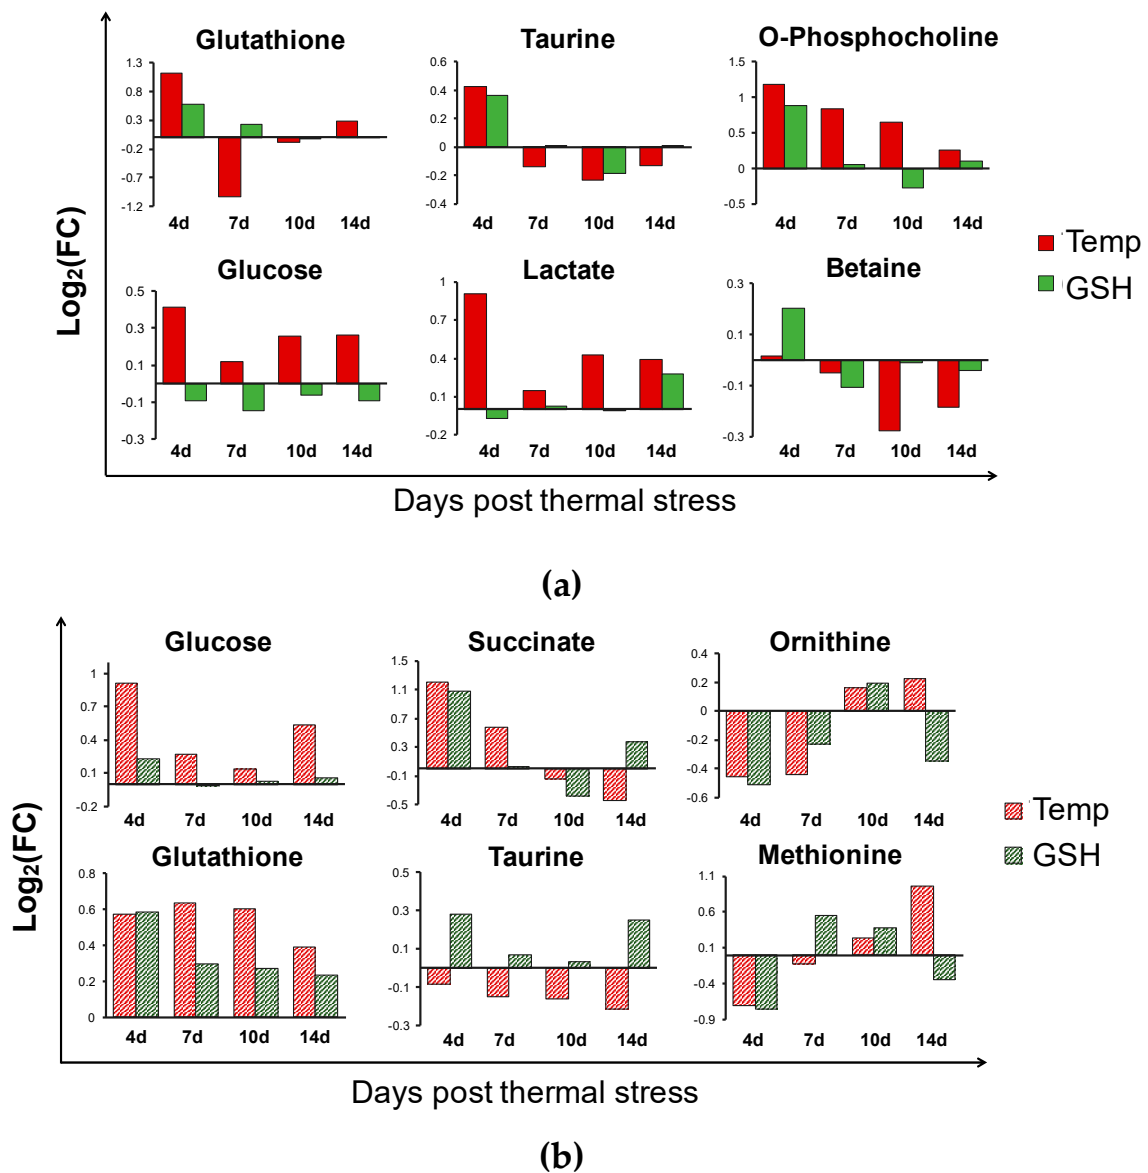 Log₂(FC)
Glutathione
1.3
0.8
0.3
-0.2
-0.7
-1.2
4d 7d 10d 14d
Taurine
0.6
0.4
0.2
0
-0.2
-0.4
4d 7d 10d 14d
O-Phosphocholine
1.5
1
0.5
0
-0.5
4d 7d 10d 14d
Glucose
0.5
0.3
0.1
-0.1
-0.3
4d 7d 10d 14d
Lactate
1
0.7
0.4
0.1
-0.2
4d 7d 10d 14d
Betaine
0.3
0.1
-0.1
-0.3
4d 7d 10d 14d
Temp
GSH
Days post thermal stress
(a)
Log₂(FC)
Glucose
1
0.7
0.4
0.1
-0.2
4d 7d 10d 14d
Succinate
1.5
1.1
0.7
0.3
-0.1
-0.5
4d 7d 10d 14d
Ornithine
0.4
0.2
0
-0.2
-0.4
-0.6
4d 7d 10d 14d
Glutathione
0.8
0.6
0.4
0.2
0
4d 7d 10d 14d
Taurine
0.5
0.3
0.1
-0.1
-0.3
4d 7d 10d 14d
Methionine
1.1
0.6
0.1
-0.4
-0.9
4d 7d 10d 14d
Temp
GSH
Days post thermal stress
(b)